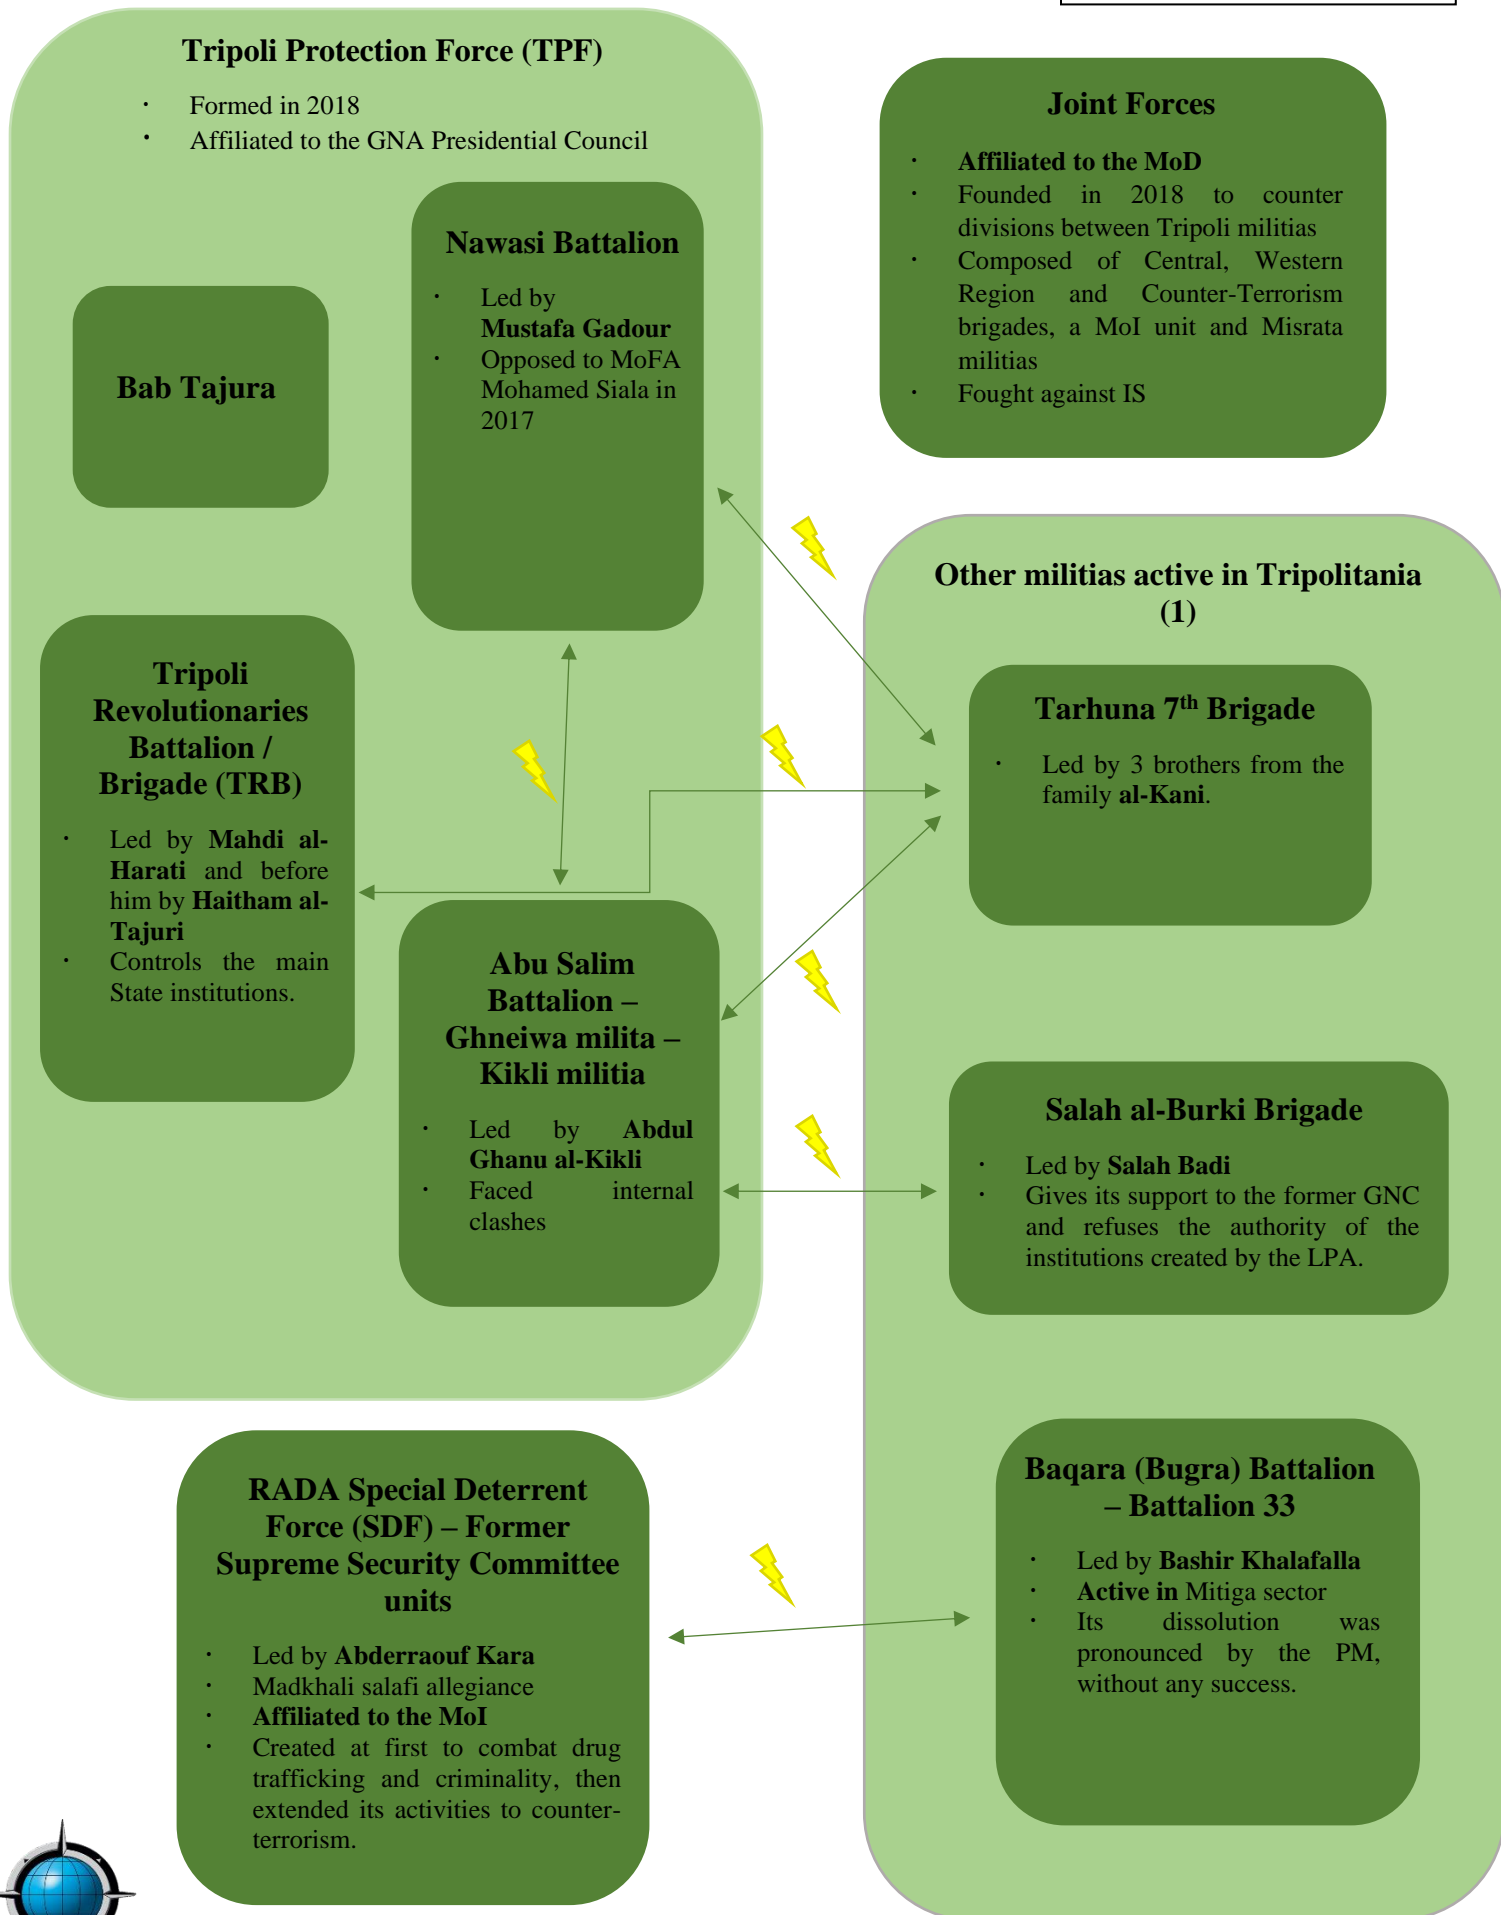 Tripoli Protection Force (TPF)
· Formed in 2018
· Affiliated to the GNA Presidential Council
Nawasi Battalion
· Led by
Mustafa Gadour
· Opposed to MoFA
Mohamed Siala in
2017
Bab Tajura
Tripoli
Revolutionaries
Battalion /
Brigade (TRB)
· Led by Mahdi al-
Harati and before
him by Haitham al-
Tajuri
· Controls the main
State institutions.
Abu Salim
Battalion –
Ghneiwa milita –
Kikli militia
· Led by Abdul
Ghanu al-Kikli
· Faced internal
clashes
Joint Forces
· Affiliated to the MoD
· Founded in 2018 to counter
divisions between Tripoli militias
· Composed of Central, Western
Region and Counter-Terrorism
brigades, a MoI unit and Misrata
militias
· Fought against IS
Other militias active in Tripolitania
(1)
Tarhuna 7th Brigade
· Led by 3 brothers from the
family al-Kani.
Salah al-Burki Brigade
· Led by Salah Badi
· Gives its support to the former GNC
and refuses the authority of the
institutions created by the LPA.
Baqara (Bugra) Battalion
– Battalion 33
· Led by Bashir Khalafalla
· Active in Mitiga sector
· Its dissolution was
pronounced by the PM,
without any success.
RADA Special Deterrent
Force (SDF) – Former
Supreme Security Committee
units
· Led by Abderraouf Kara
· Madkhali salafi allegiance
· Affiliated to the MoI
· Created at first to combat drug
trafficking and criminality, then
extended its activities to counter-
terrorism.